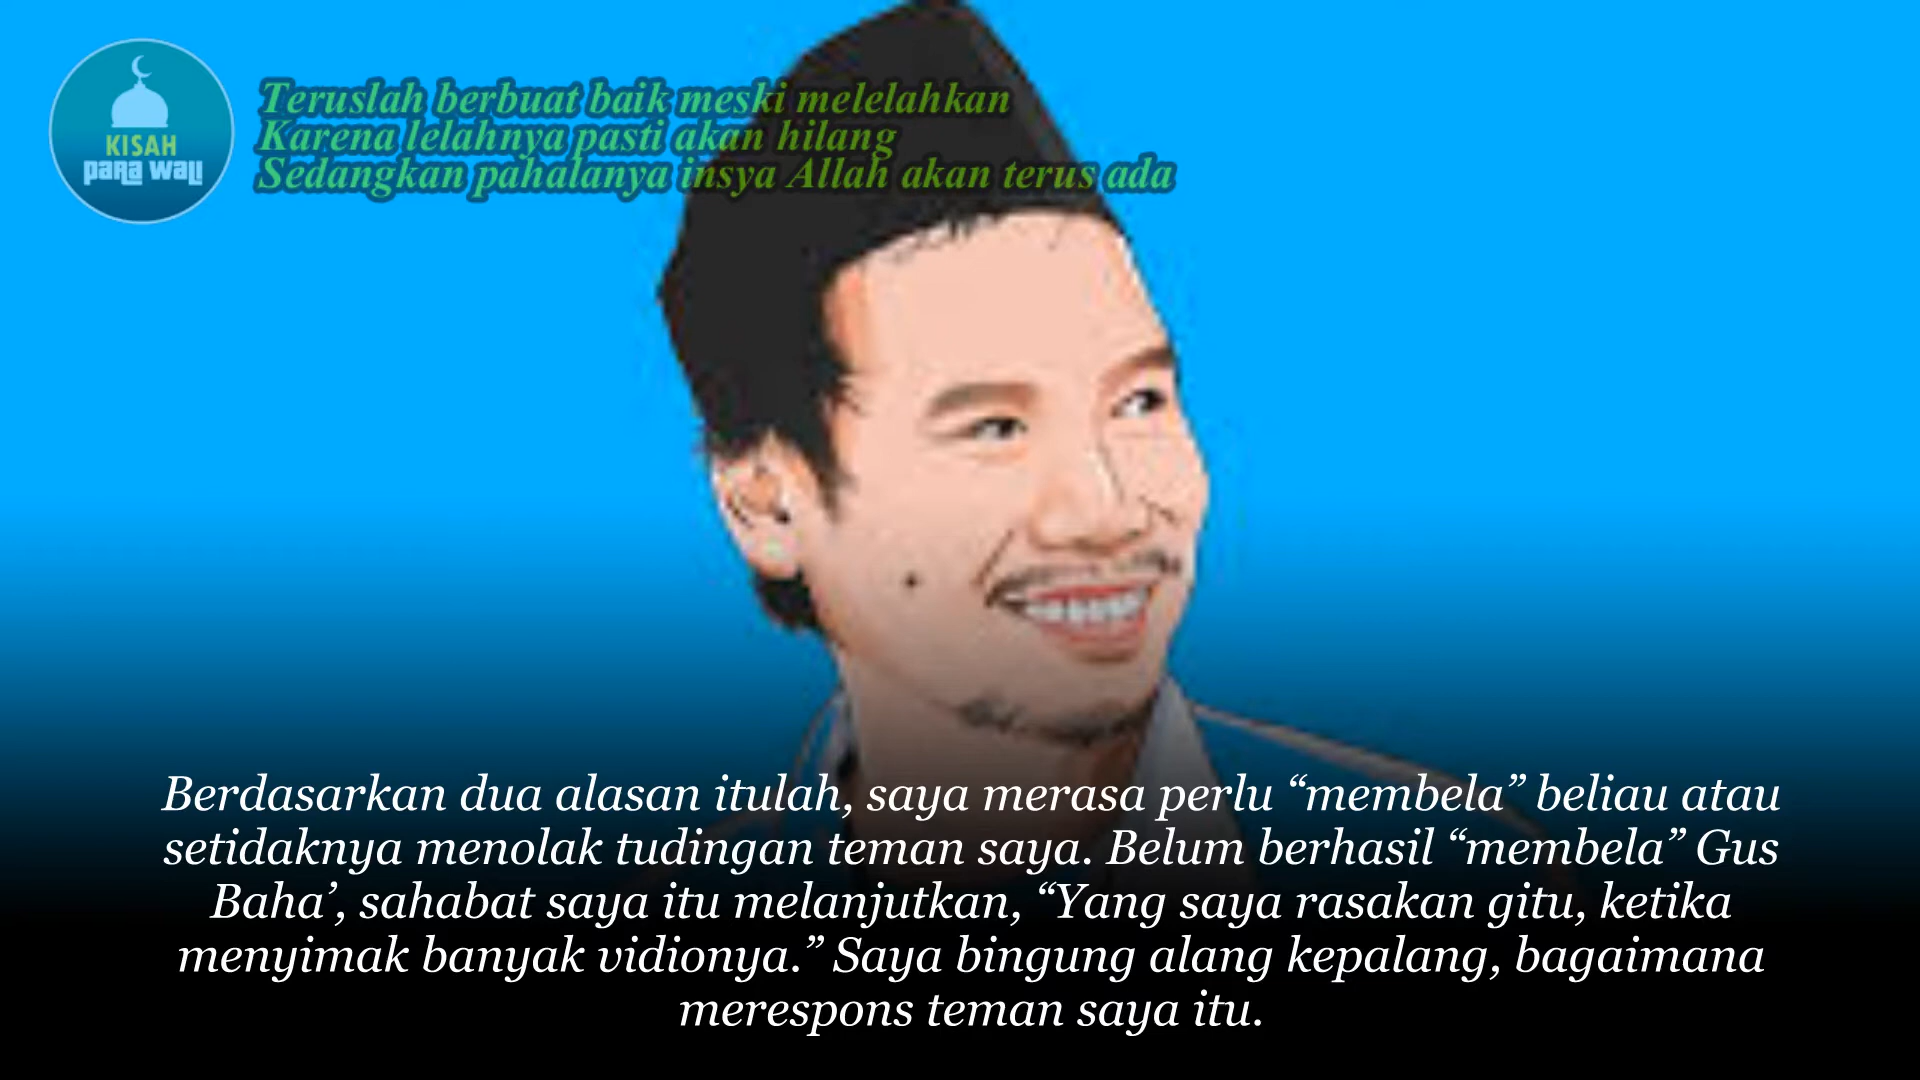 KISAH
PARA WALI
Teruslah berbuat baik meski melelahkan
Karena lelahnya pasti akan hilang
Sedangkan pahalanya insya Allah akan terus ada
Berdasarkan dua alasan itulah, saya merasa perlu “membela” beliau atau
setidaknya menolak tudingan teman saya. Belum berhasil “membela” Gus
Baha’, sahabat saya itu melanjutkan, “Yang saya rasakan gitu, ketika
menyimak banyak vidionya.” Saya bingung alang kepalang, bagaimana
merespons teman saya itu.